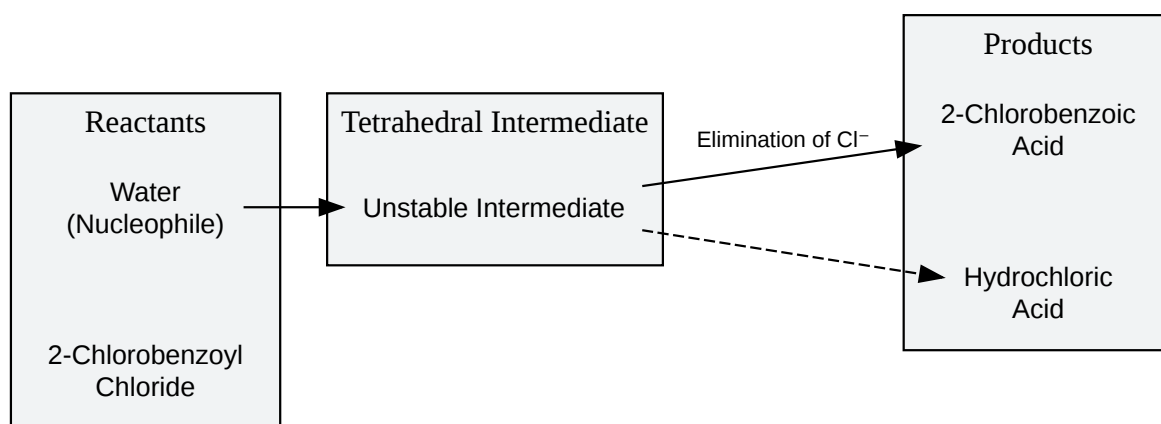 Reactants
Water
(Nucleophile)
2-Chlorobenzoyl
Chloride
Tetrahedral Intermediate
Unstable Intermediate
Elimination of Cl⁻
Products
2-Chlorobenzoic
Acid
Hydrochloric
Acid